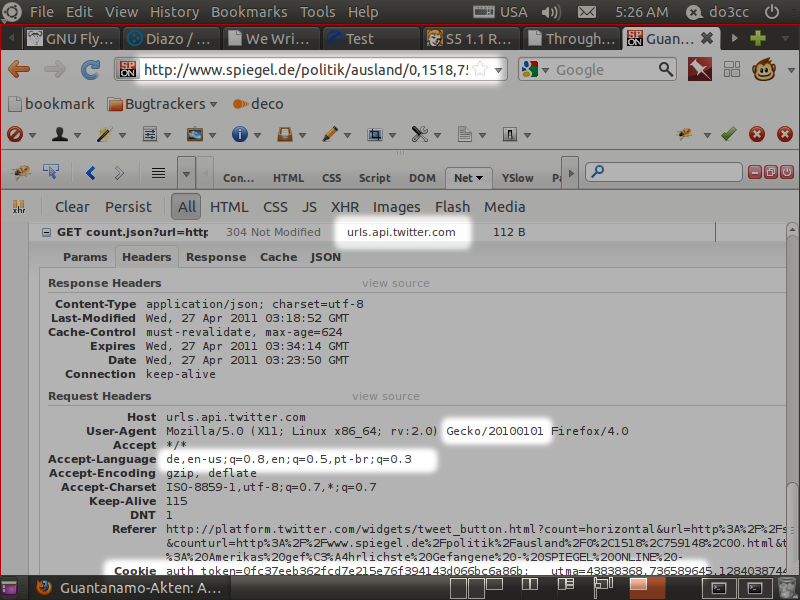 File Edit View History Bookmarks Tools Help USA 5:26 AM do3cc
GNU Fly... Diazo / ... We Wri... Test S5 1.1 R... Through... Guan...
http://www.spiegel.de/politik/ausland/0,1518,75 Google
bookmark Bugtrackers deco
Con... HTML CSS Script DOM Net YSlow
Clear Persist All HTML CSS JS XHR Images Flash Media
GET count.json?url=http 304 Not Modified urls.api.twitter.com 112 B
Params Headers Response Cache JSON
Response Headers view source
Content-Type application/json; charset=utf-8
Last-Modified Wed, 27 Apr 2011 03:18:52 GMT
Cache-Control must-revalidate, max-age=624
Expires Wed, 27 Apr 2011 03:34:14 GMT
Date Wed, 27 Apr 2011 03:23:50 GMT
Connection keep-alive
Request Headers view source
Host urls.api.twitter.com
User-Agent Mozilla/5.0 (X11; Linux x86_64; rv:2.0) Gecko/20100101 Firefox/4.0
Accept */*
Accept-Language de,en-us;q=0.8,en;q=0.5,pt-br;q=0.3
Accept-Encoding gzip, deflate
Accept-Charset ISO-8859-1,utf-8;q=0.7,*;q=0.7
Keep-Alive 115
DNT 1
Referer http://platform.twitter.com/widgets/tweet_button.html?count=horizontal&url=http%3A%2F%2Fs
&counturl=http%3A%2F%2Fwww.spiegel.de%2Fpolitik%2Fausland%2F0%2C1518%2C759148%2C00.html&t
%3A%20Amerikas%20gef%C3%A4hrlichste%20Gefangene%20-%20SPIEGEL%20ONLINE%20-
Cookie auth_token=0fc37eeb362fcd7e215e76f394143d066bc6a86b; __utma=43838368.736589645.1284038744
Guantanamo-Akten: A...